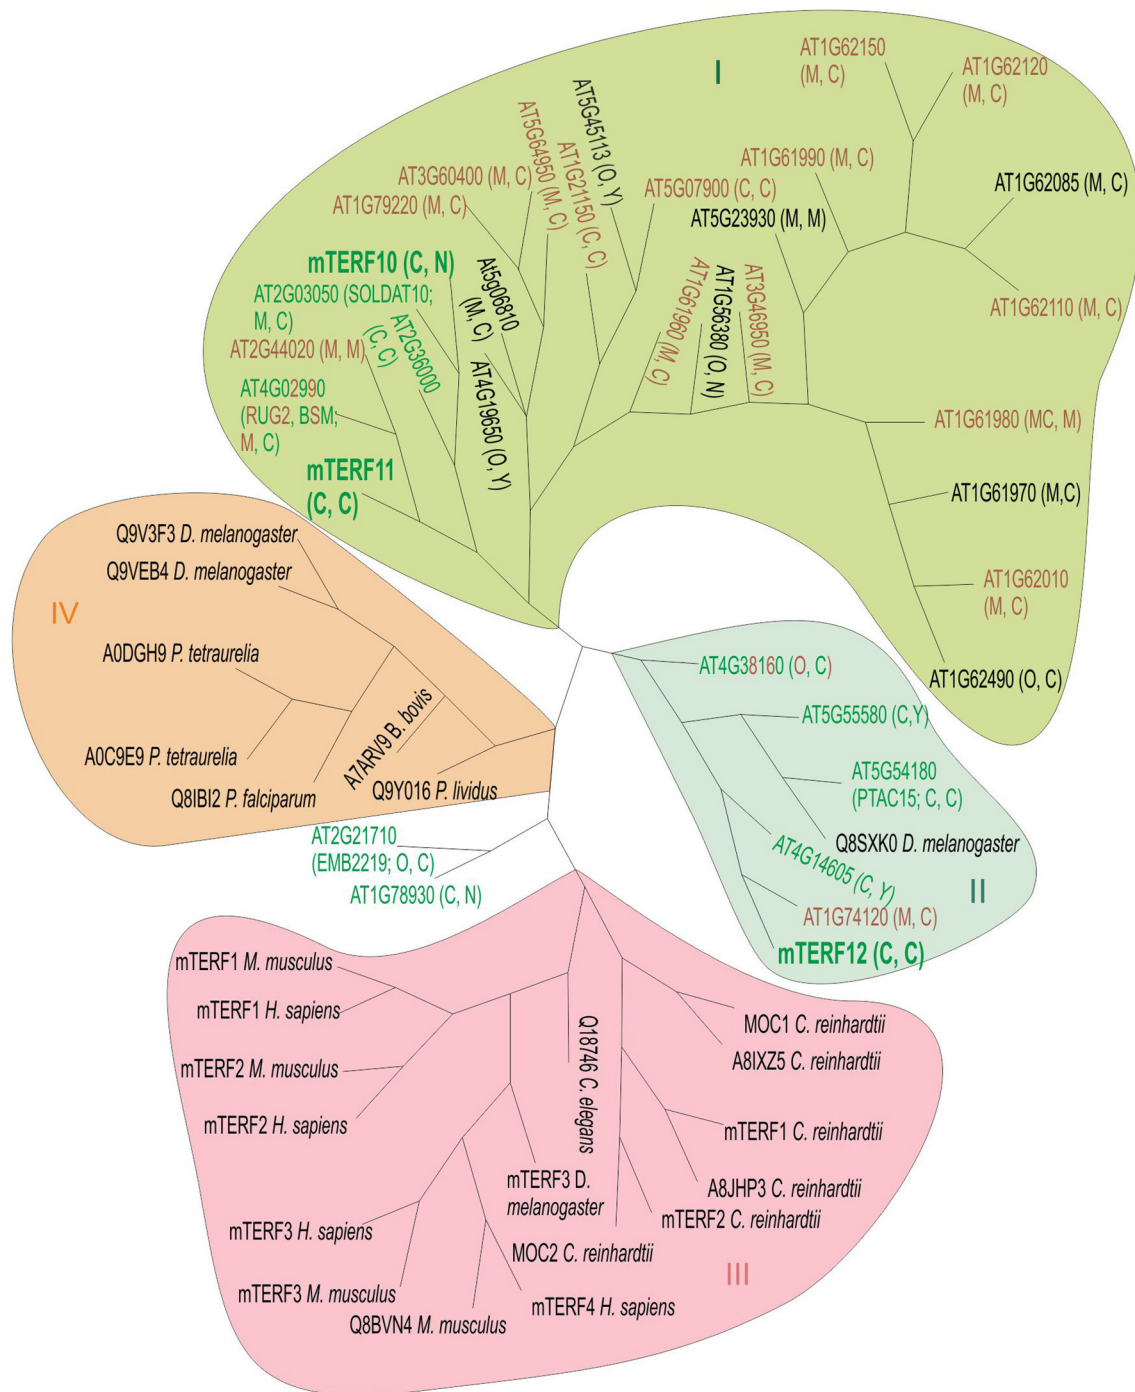 I
AT1G62150
(M, C)
AT1G62120
(M, C)
AT5G45113 (O, Y)
AT5G64950 (M, C)
AT1G21150 (C, C)
AT3G60400 (M, C)
AT1G79220 (M, C)
AT5G07900 (C, C)
AT1G61990 (M, C)
AT5G23930 (M, M)
AT1G62085 (M, C)
mTERF10 (C, N)
AT2G03050 (SOLDAT10;
M, C)
At5g06810
(M, C)
AT2G36000
(C, C)
AT2G44020 (M, M)
AT4G02990
(RUG2, BSM;
M, C)
AT4G19650 (O, Y)
AT1G61960 (M, C)
AT1G56380 (O, N)
AT3G46950 (M, C)
AT1G62110 (M, C)
mTERF11
(C, C)
AT1G61980 (MC, M)
AT1G61970 (M,C)
AT1G62010
(M, C)
AT1G62490 (O, C)
Q9V3F3 D. melanogaster
Q9VEB4 D. melanogaster
IV
A0DGH9 P. tetraurelia
A7ARV9 B. bovis
A0C9E9 P. tetraurelia
Q8IBI2 P. falciparum
Q9Y016 P. lividus
AT4G38160 (O, C)
AT5G55580 (C,Y)
AT5G54180
(PTAC15; C, C)
Q8SXK0 D. melanogaster
AT4G14605 (C, Y)
II
AT1G74120 (M, C)
mTERF12 (C, C)
AT2G21710
(EMB2219; O, C)
AT1G78930 (C, N)
mTERF1 M. musculus
mTERF1 H. sapiens
mTERF2 M. musculus
mTERF2 H. sapiens
Q18746 C. elegans
MOC1 C. reinhardtii
A8IXZ5 C. reinhardtii
mTERF1 C. reinhardtii
mTERF3 D.
melanogaster
A8JHP3 C. reinhardtii
mTERF2 C. reinhardtii
mTERF3 H. sapiens
MOC2 C. reinhardtii
III
mTERF3 M. musculus
mTERF4 H. sapiens
Q8BVN4 M. musculus